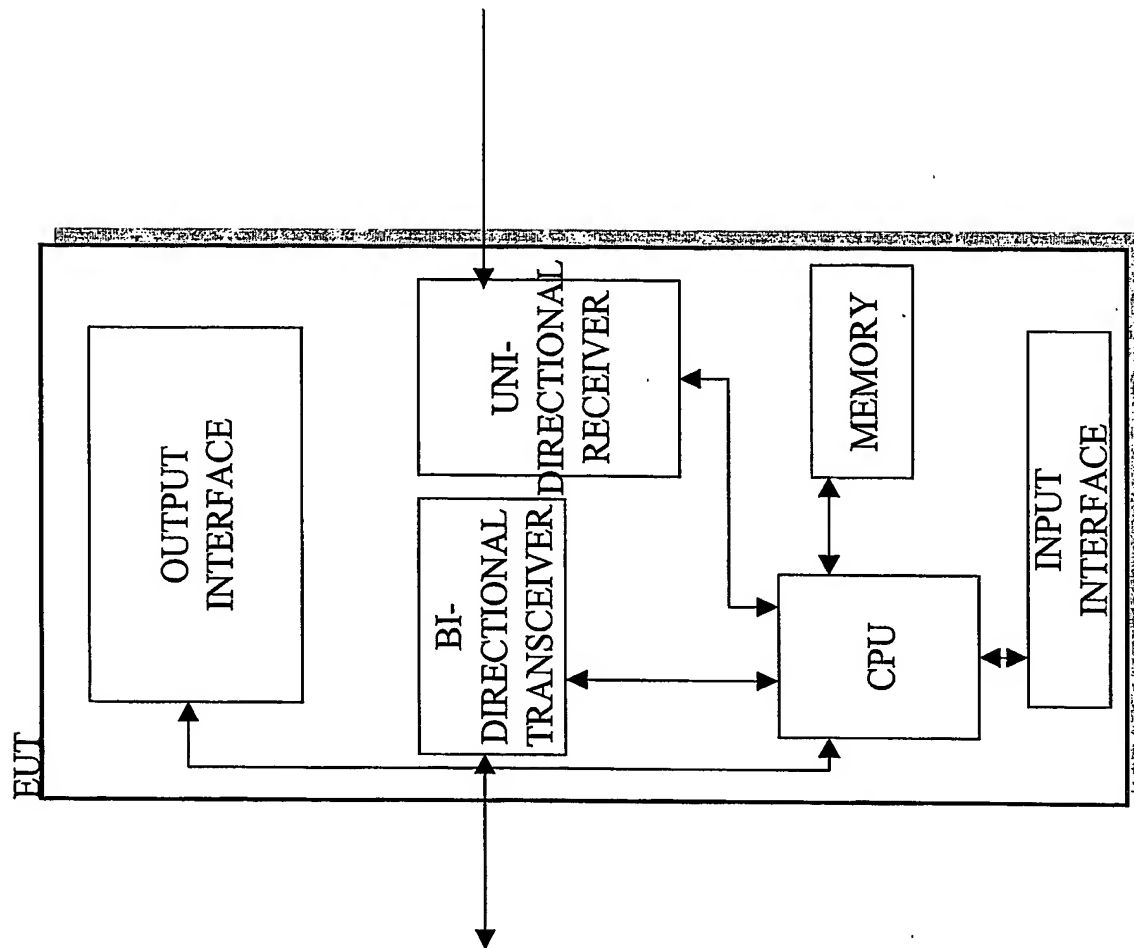 EUT
OUTPUT
INTERFACE
BI-
DIRECTIONAL
TRANSCEIVER
UNI-
DIRECTIONAL
RECEIVER
CPU
MEMORY
INPUT
INTERFACE